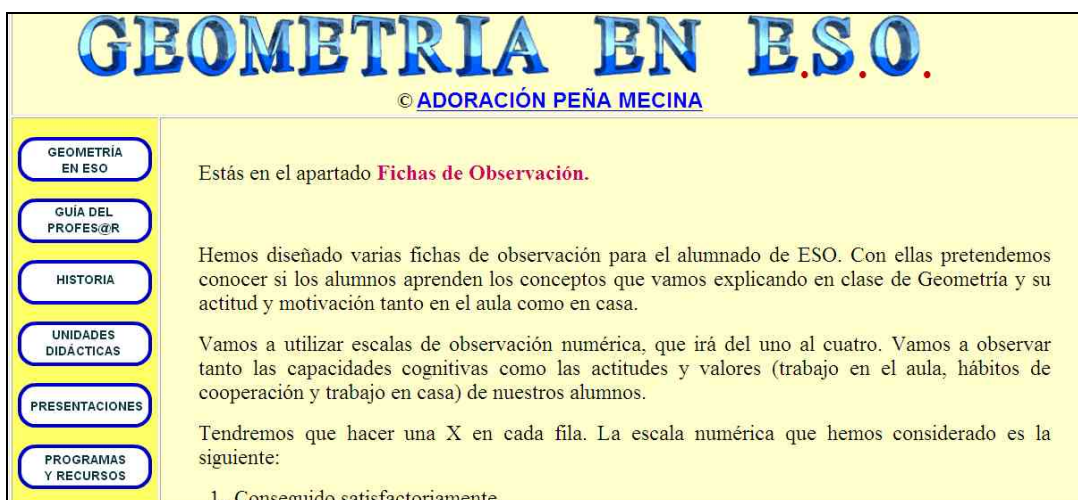 GEOMETRIA EN E.S.O.
© ADORACIÓN PEÑA MECINA
GEOMETRÍA
EN ESO
GUÍA DEL
PROFES@R
HISTORIA
UNIDADES
DIDÁCTICAS
PRESENTACIONES
PROGRAMAS
Y RECURSOS
Estás en el apartado Fichas de Observación.
Hemos diseñado varias fichas de observación para el alumnado de ESO. Con ellas pretendemos
conocer si los alumnos aprenden los conceptos que vamos explicando en clase de Geometría y su
actitud y motivación tanto en el aula como en casa.
Vamos a utilizar escalas de observación numérica, que irá del uno al cuatro. Vamos a observar
tanto las capacidades cognitivas como las actitudes y valores (trabajo en el aula, hábitos de
cooperación y trabajo en casa) de nuestros alumnos.
Tendremos que hacer una X en cada fila. La escala numérica que hemos considerado es la
siguiente:
1. Conseguido satisfactoriamente